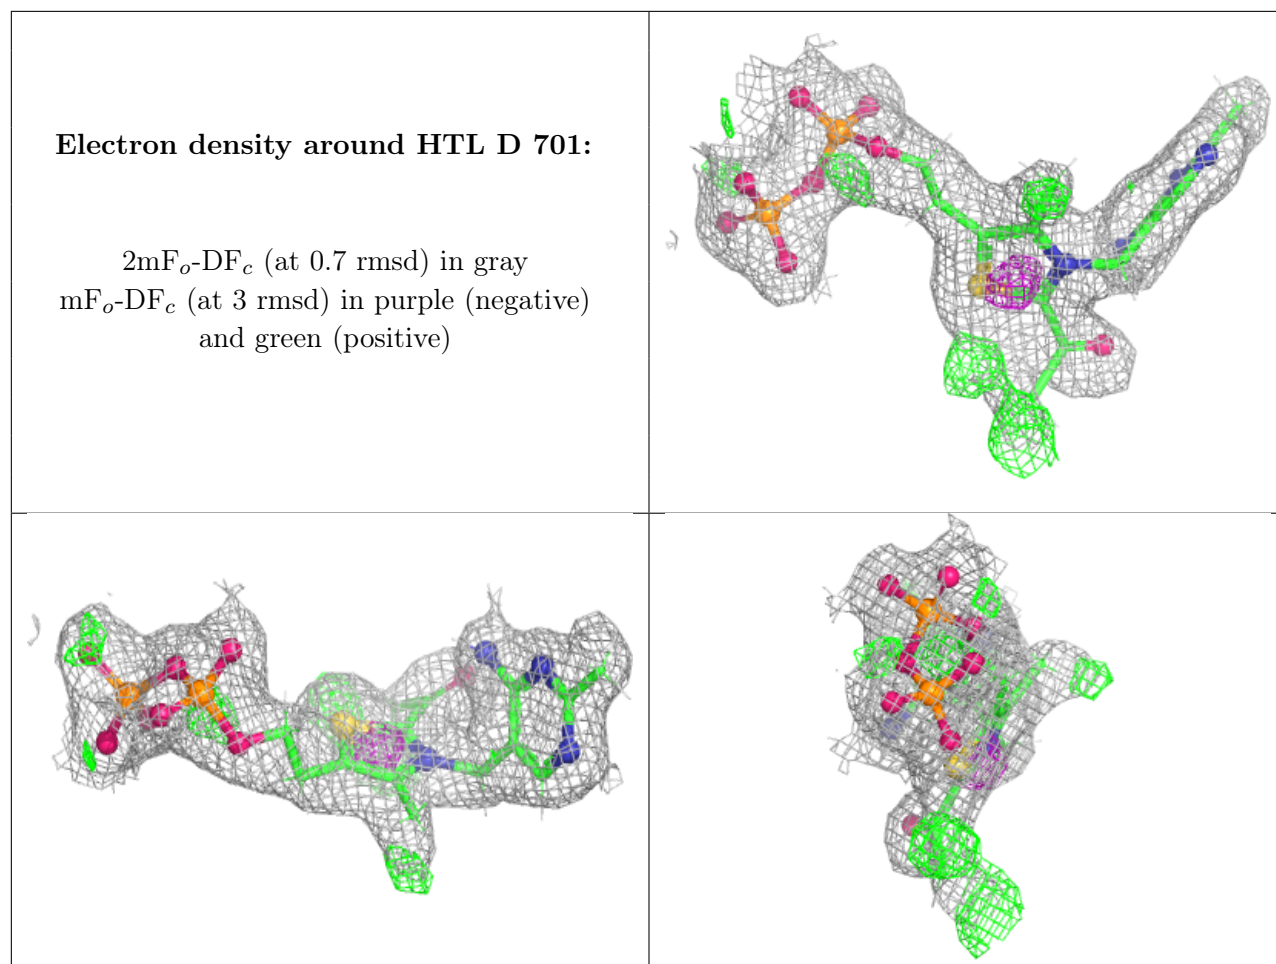 Electron density around HTL D 701:
2mFo-DFc (at 0.7 rmsd) in gray
mFo-DFc (at 3 rmsd) in purple (negative)
and green (positive)